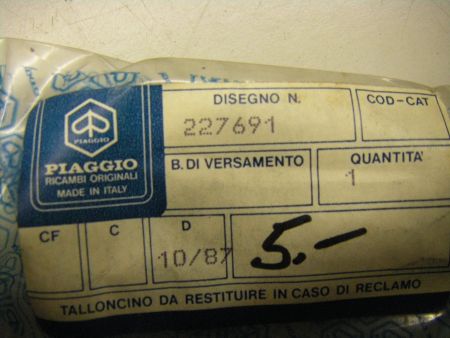 DISEGNO N.
COD-CAT
227691
PIAGGIO
PIAGGIO
RICAMBI ORIGINALI
MADE IN ITALY
B. DI VERSAMENTO
QUANTITA'
1
CF
C
D
10/87
5.-
TALLONCINO DA RESTITUIRE IN CASO DI RECLAMO